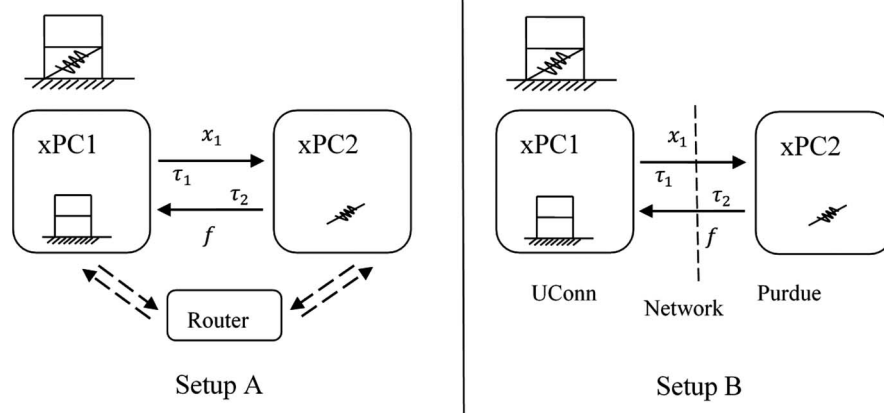 xPC1
x₁
xPC2
τ₁
τ₂
f
Router
Setup A
xPC1
x₁
xPC2
τ₁
τ₂
f
UConn
Network
Purdue
Setup B